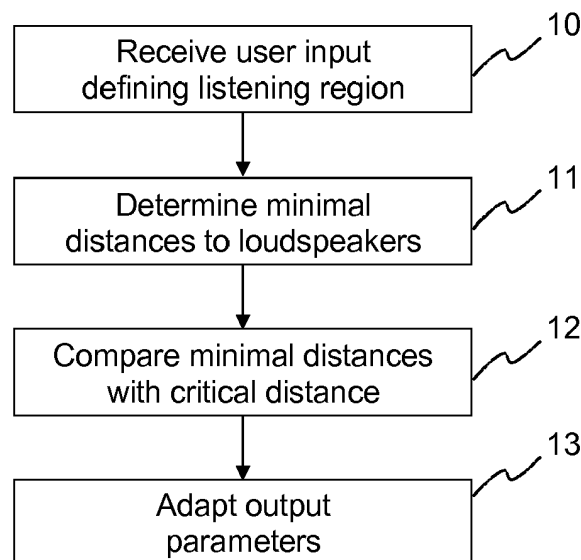 10
Receive user input
defining listening region
11
Determine minimal
distances to loudspeakers
12
Compare minimal distances
with critical distance
13
Adapt output
parameters